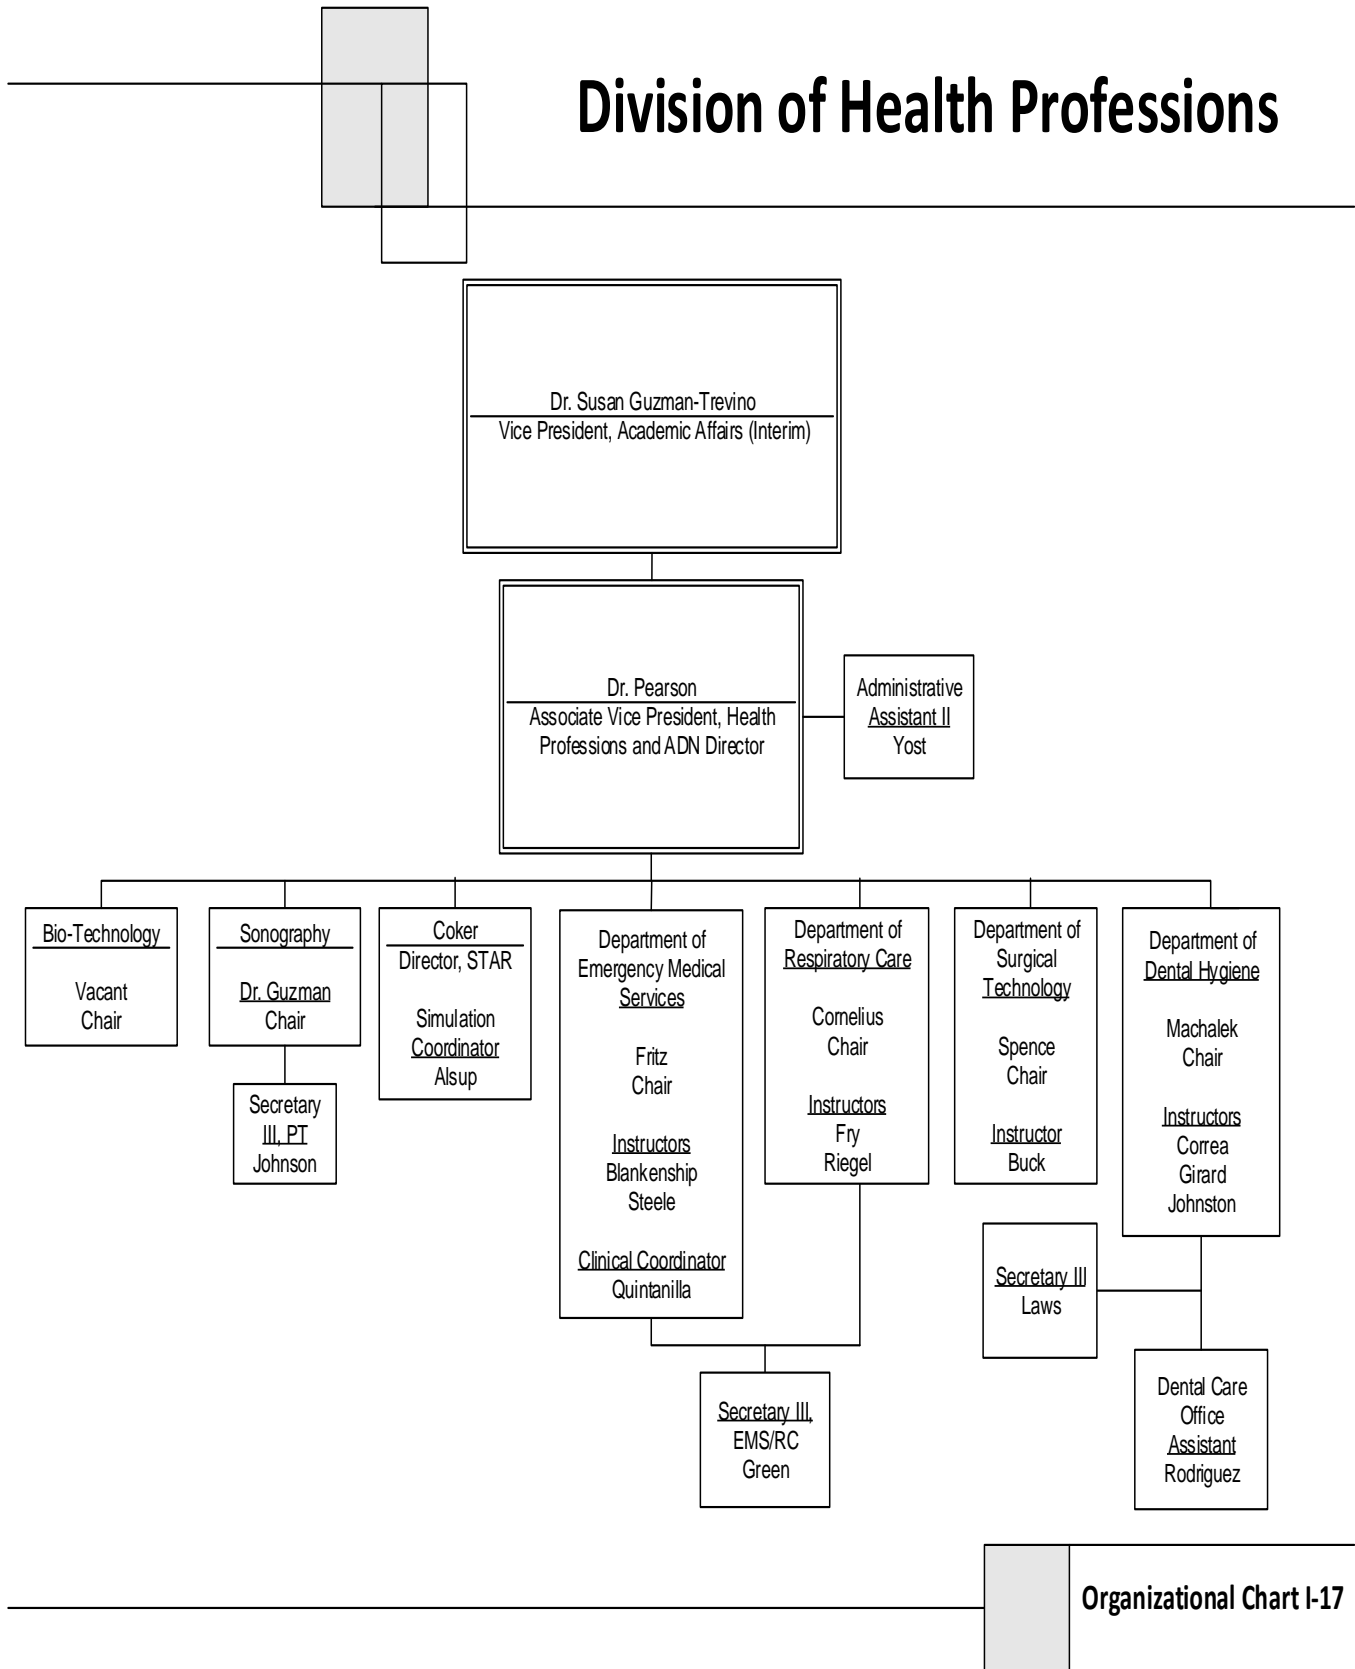 Division of Health Professions
Dr. Susan Guzman-Trevino
Vice President, Academic Affairs (Interim)
Dr. Pearson
Associate Vice President, Health
Professions and ADN Director
Administrative
Assistant II
Yost
Bio-Technology
Vacant
Chair
Sonography
Dr. Guzman
Chair
Secretary
III, PT
Johnson
Coker
Director, STAR
Simulation
Coordinator
Alsup
Department of
Emergency Medical
Services
Fritz
Chair
Instructors
Blankenship
Steele
Clinical Coordinator
Quintanilla
Department of
Respiratory Care
Cornelius
Chair
Instructors
Fry
Riegel
Secretary III,
EMS/RC
Green
Department of
Surgical
Technology
Spence
Chair
Instructor
Buck
Department of
Dental Hygiene
Machalek
Chair
Instructors
Correa
Girard
Johnston
Secretary III
Laws
Dental Care
Office
Assistant
Rodriguez
Organizational Chart I-17